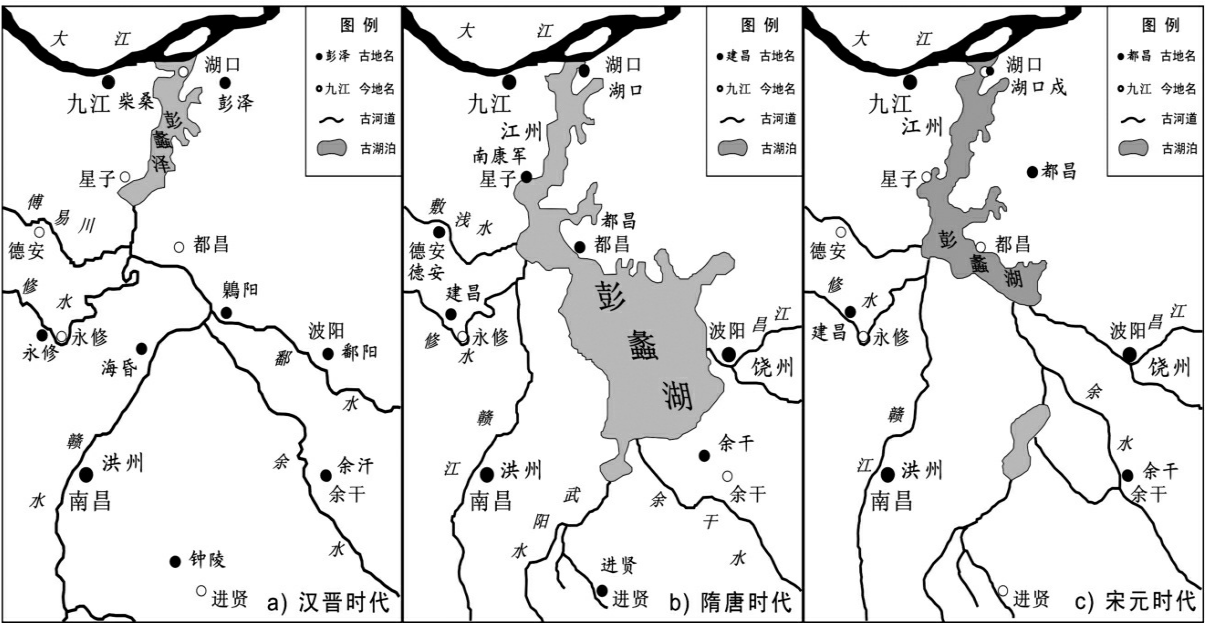 大 江
图 例
彭泽 古地名
九江 今地名
古河道
古湖泊
湖口
九江 柴桑
彭泽
彭蠡泽
星子
傅易川
德安
都昌
修水
鄡阳
永修
永修
海昏
波阳
鄱阳
鄱水
赣水
洪州
南昌
余水
余汗
余干
钟陵
进贤
a) 汉晋时代
大 江
图 例
建昌 古地名
九江 今地名
古河道
古湖泊
湖口
湖口
九江
江州
南康军
星子
敷浅水
都昌
都昌
德安
德安
建昌
修水
永修
彭蠡湖
波阳
昌江
饶州
赣江
洪州
南昌
余干
余干
武阳水
余干水
进贤
进贤
b) 隋唐时代
大 江
图 例
都昌 古地名
九江 今地名
古河道
古湖泊
湖口
湖口戍
九江
江州
星子
都昌
德安
都昌
彭蠡湖
修水
建昌
永修
波阳
昌江
饶州
赣江
洪州
南昌
余水
余干
余干
进贤
c) 宋元时代